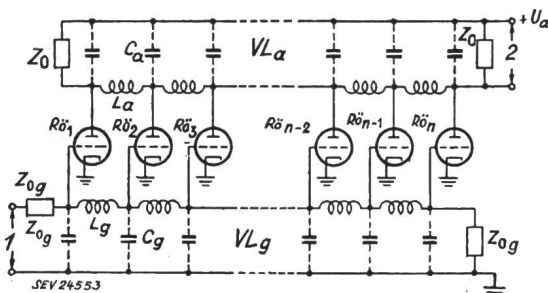 +Ua
Z0 Ca VLa Z0 2
La
Rö1 Rö2 Rö3 Rön-2 Rön-1 Rön
Z0g
Z0g Lg Cg VLg Z0g
1
SEV 24553